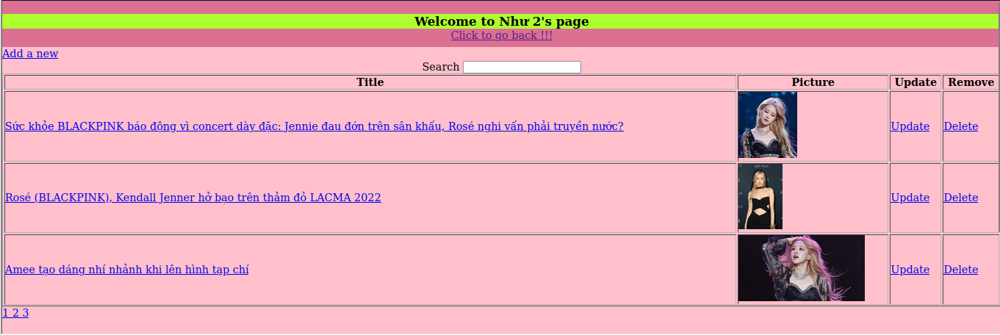 Welcome to Như 2's page
Click to go back !!!
Add a new
Search
Title Picture Update Remove
Sức khỏe BLACKPINK báo động vì concert dày đặc: Jennie đau đớn trên sân khấu, Rosé nghi vấn phải truyền nước? Update Delete
Rosé (BLACKPINK), Kendall Jenner hở bạo trên thảm đỏ LACMA 2022 Update Delete
Amee tạo dáng nhí nhảnh khi lên hình tạp chí Update Delete
1 2 3